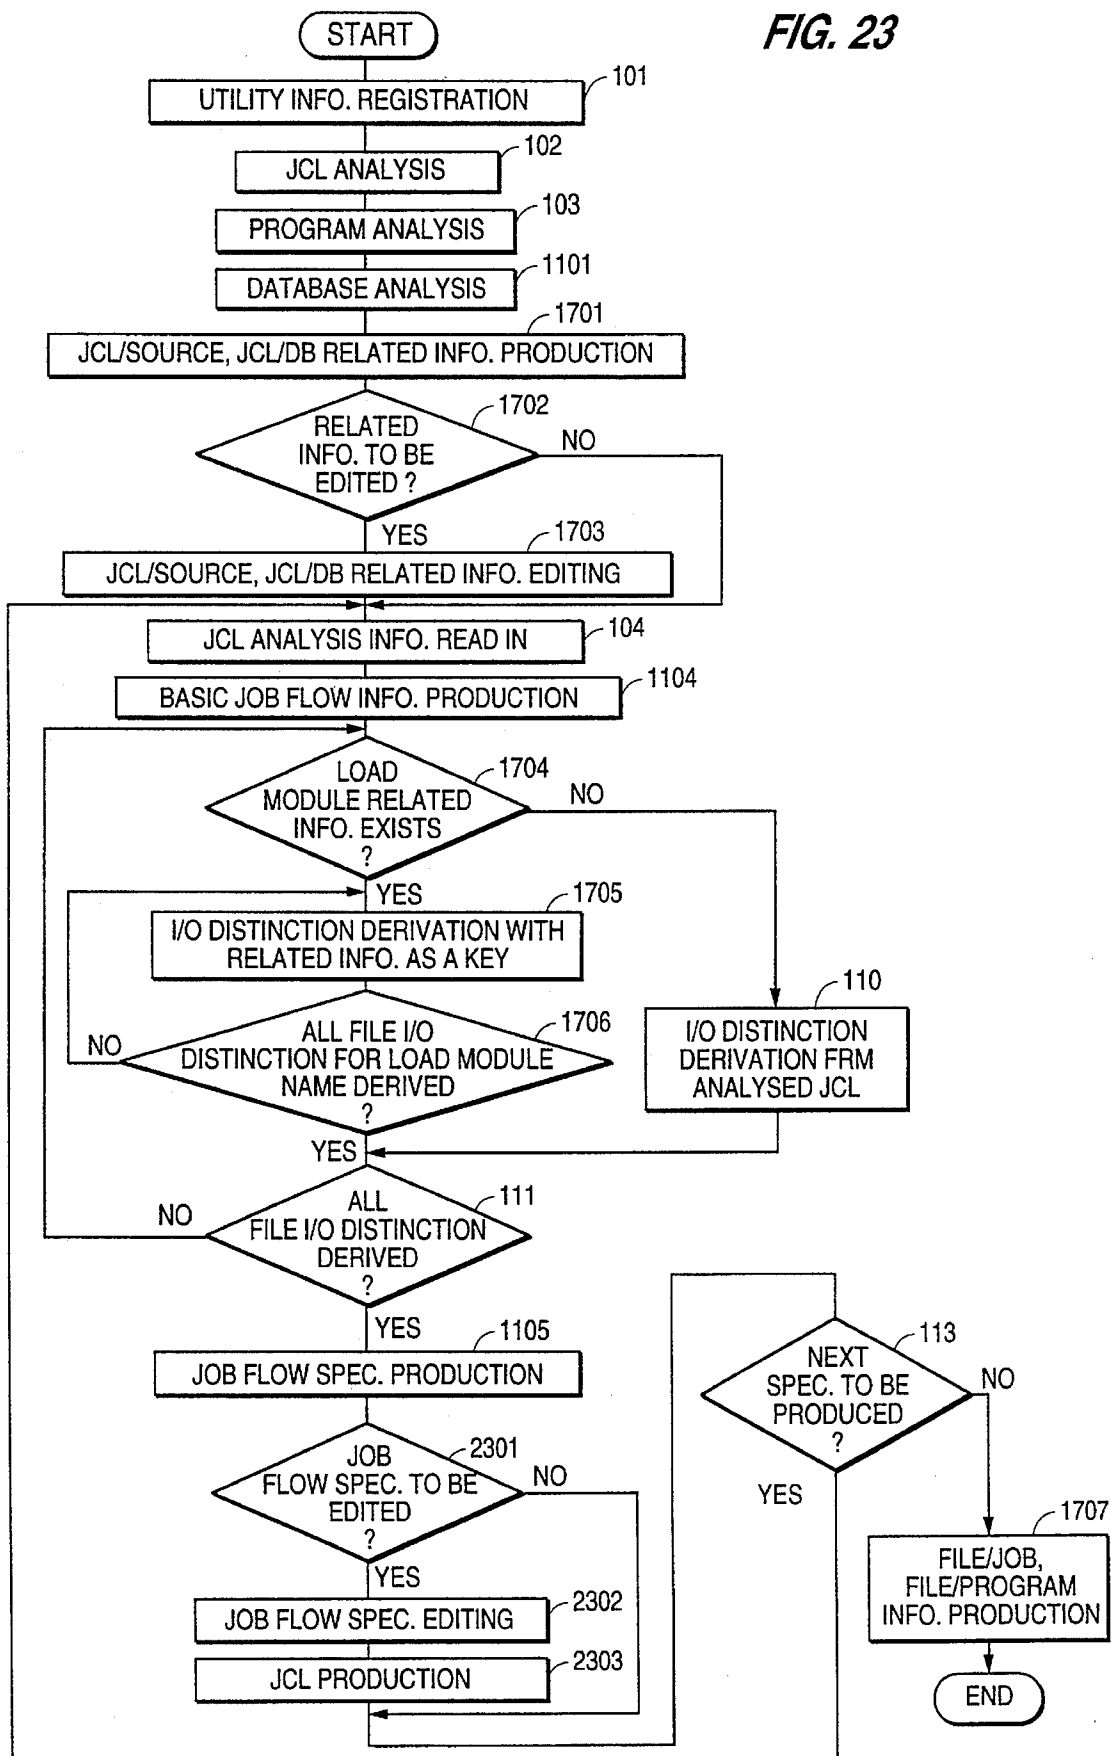 START
FIG. 23
101
UTILITY INFO. REGISTRATION
102
JCL ANALYSIS
103
PROGRAM ANALYSIS
1101
DATABASE ANALYSIS
1701
JCL/SOURCE, JCL/DB RELATED INFO. PRODUCTION
1702
RELATED
INFO. TO BE
EDITED ?
NO
YES
1703
JCL/SOURCE, JCL/DB RELATED INFO. EDITING
104
JCL ANALYSIS INFO. READ IN
1104
BASIC JOB FLOW INFO. PRODUCTION
1704
LOAD
MODULE RELATED
INFO. EXISTS
?
NO
YES
1705
I/O DISTINCTION DERIVATION WITH
RELATED INFO. AS A KEY
1706
ALL FILE I/O
DISTINCTION FOR LOAD MODULE
NAME DERIVED
?
NO
YES
110
I/O DISTINCTION
DERIVATION FRM
ANALYSED JCL
111
ALL
FILE I/O DISTINCTION
DERIVED
?
NO
YES
1105
JOB FLOW SPEC. PRODUCTION
2301
JOB
FLOW SPEC. TO BE
EDITED
?
NO
YES
2302
JOB FLOW SPEC. EDITING
2303
JCL PRODUCTION
113
NEXT
SPEC. TO BE
PRODUCED
?
NO
YES
1707
FILE/JOB,
FILE/PROGRAM
INFO. PRODUCTION
END